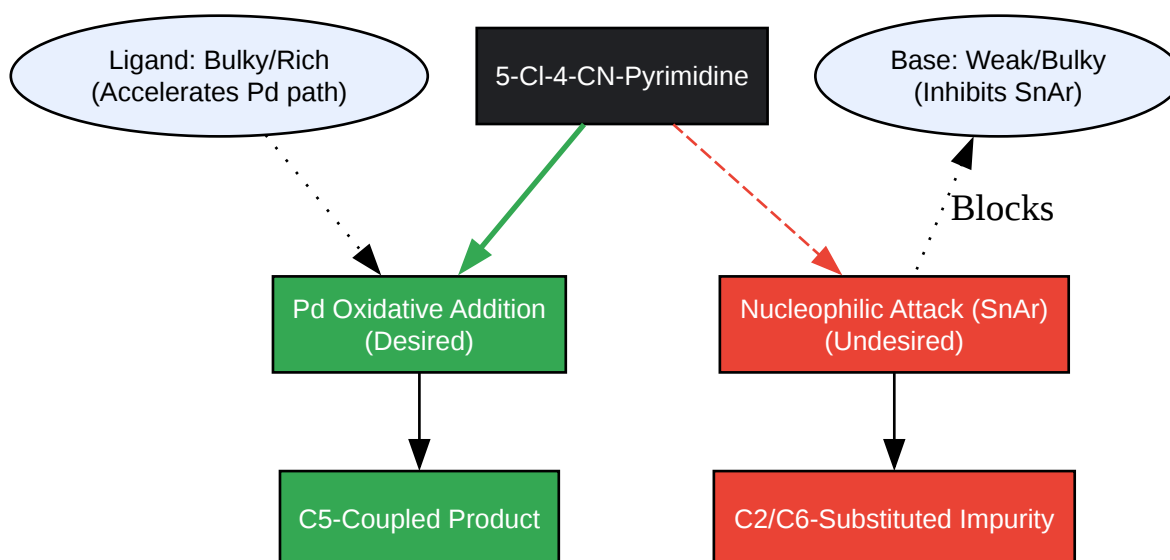 Ligand: Bulky/Rich
(Accelerates Pd path)
5-Cl-4-CN-Pyrimidine
Base: Weak/Bulky
(Inhibits SnAr)
Blocks
Pd Oxidative Addition
(Desired)
Nucleophilic Attack (SnAr)
(Undesired)
C5-Coupled Product
C2/C6-Substituted Impurity